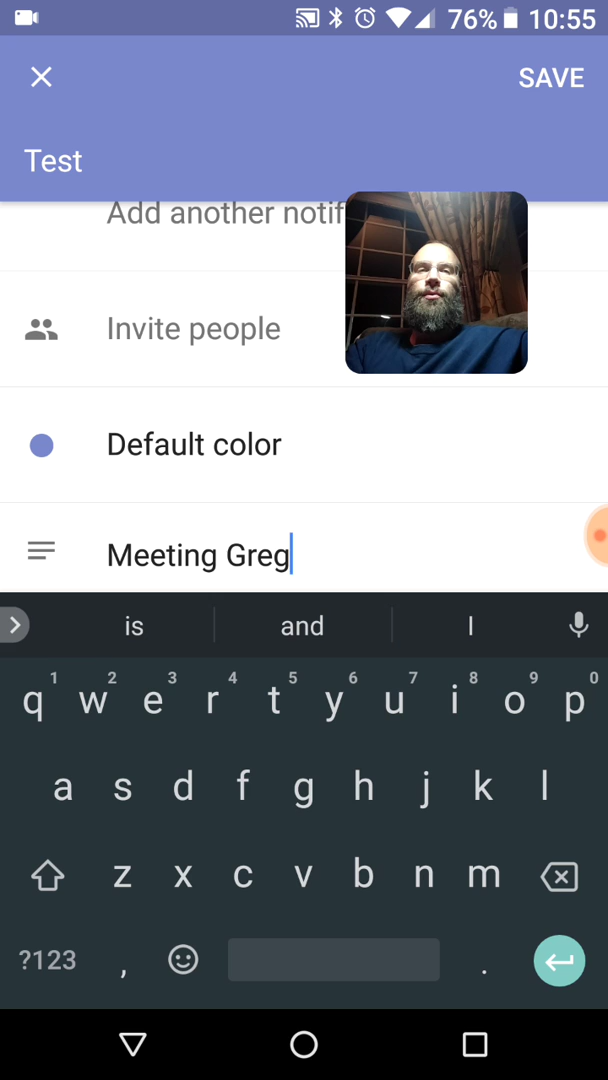 76% 10:55
SAVE
Test
Add another notif
Invite people
Default color
Meeting Greg
is and I
1 2 3 4 5 6 7 8 9 0
q w e r t y u i o p
a s d f g h j k l
z x c v b n m
?123 , .